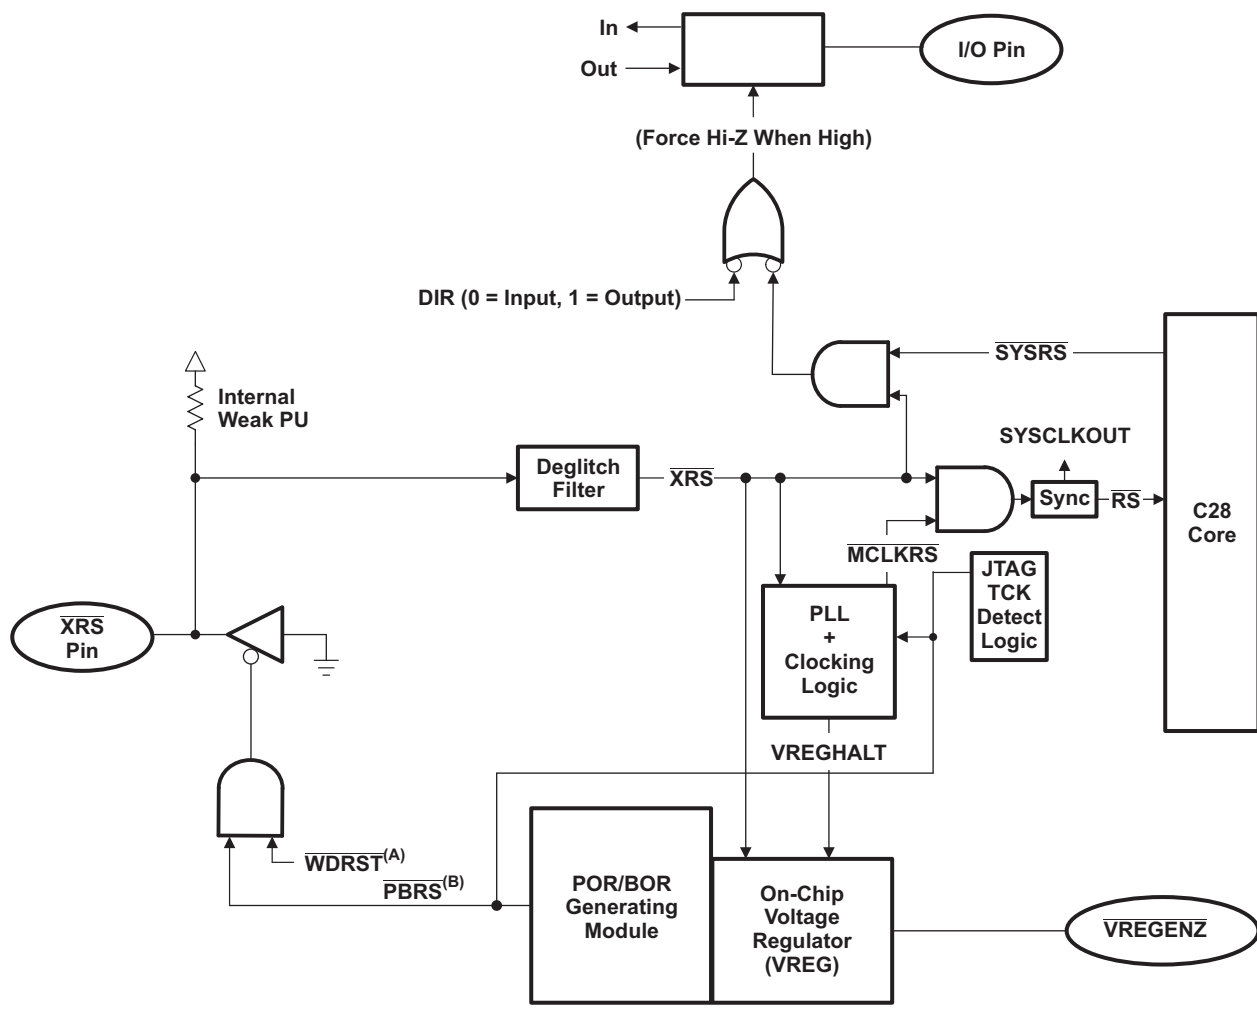 In
Out
I/O Pin
(Force Hi-Z When High)
DIR (0 = Input, 1 = Output)
SYSRS
Internal
Weak PU
SYSCLKOUT
Deglitch
Filter
XRS
Sync
RS
C28
Core
MCLKRS
JTAG
TCK
Detect
Logic
XRS
Pin
PLL
+
Clocking
Logic
VREGHALT
WDRST(A)
PBRS(B)
POR/BOR
Generating
Module
On-Chip
Voltage
Regulator
(VREG)
VREGENZ